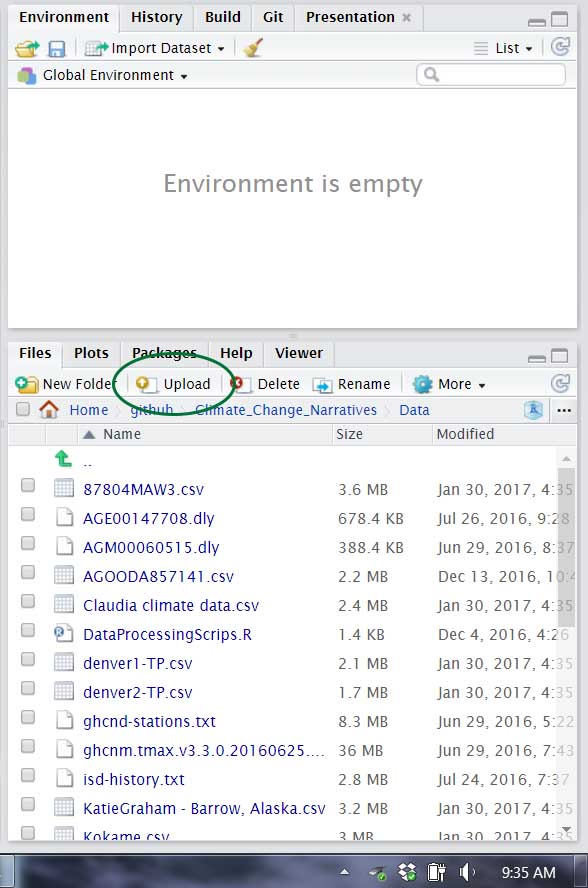 Environment History Build Git Presentation
Import Dataset List
Global Environment
Environment is empty
Files Plots Packages Help Viewer
New Folder Upload Delete Rename More
Home github Climate_Change_Narratives Data ...
Name Size Modified
..
87804MAW3.csv 3.6 MB Jan 30, 2017, 4:35
AGE00147708.dly 678.4 KB Jul 26, 2016, 9:28
AGM00060515.dly 388.4 KB Jun 29, 2016, 8:37
AGOODA857141.csv 2.2 MB Dec 13, 2016, 10:4
Claudia climate data.csv 2.4 MB Jan 30, 2017, 4:35
DataProcessingScrips.R 1.4 KB Dec 4, 2016, 4:26
denver1-TP.csv 2.1 MB Jan 30, 2017, 4:35
denver2-TP.csv 1.7 MB Jan 30, 2017, 4:35
ghcnd-stations.txt 8.3 MB Jun 29, 2016, 5:22
ghcnm.tmax.v3.3.0.20160625.... 36 MB Jun 29, 2016, 7:43
isd-history.txt 2.8 MB Jul 24, 2016, 7:37
KatieGraham - Barrow, Alaska.csv 3.2 MB Jan 30, 2017, 4:35
Kokame.csv 3 MB Jan 30, 2017, 4:35
9:35 AM